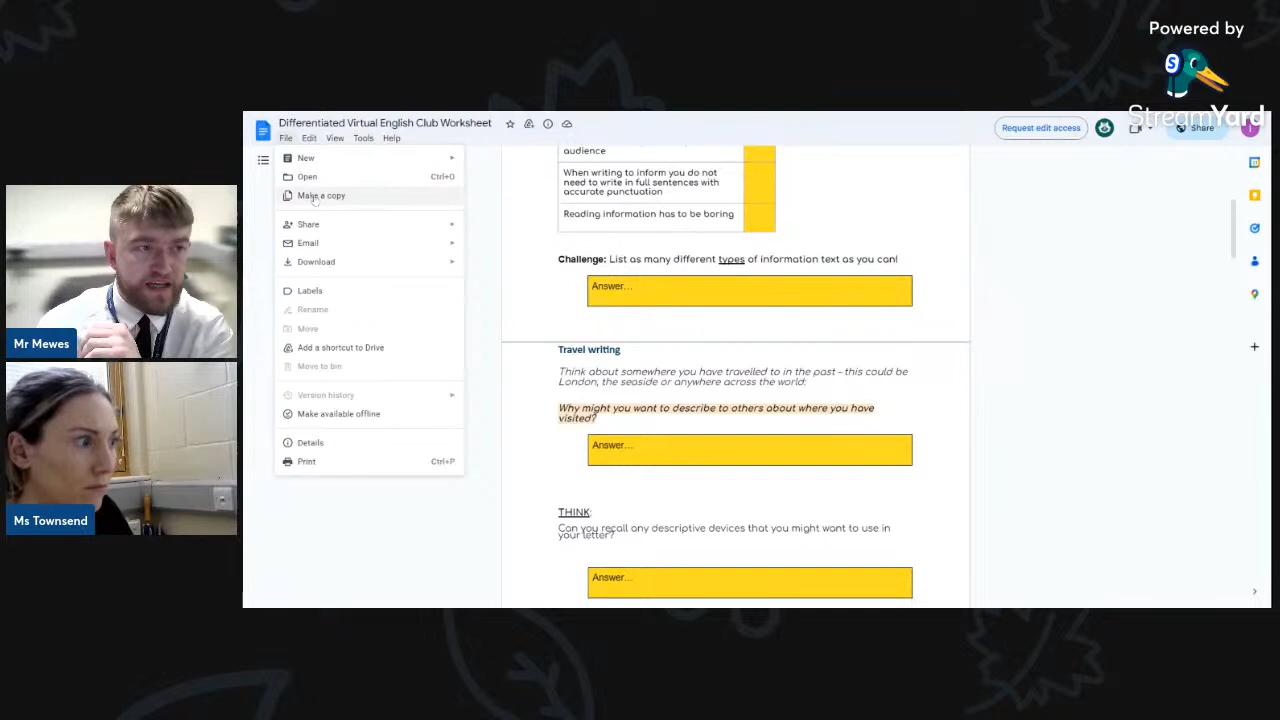 Powered by
StreamYard
Differentiated Virtual English Club Worksheet
File Edit View Tools Help
Request edit access
Share
New
Open Ctrl+O
Make a copy
Share
Email
Download
Labels
Rename
Move
Add a shortcut to Drive
Move to bin
Version history
Make available offline
Details
Print Ctrl+P
audience
When writing to inform you do not
need to write in full sentences with
accurate punctuation
Reading information has to be boring
Challenge: List as many different types of information text as you can!
Answer...
Travel writing
Think about somewhere you have travelled to in the past - this could be
London, the seaside or anywhere across the world:
Why might you want to describe to others about where you have
visited?
Answer...
THINK:
Can you recall any descriptive devices that you might want to use in
your letter?
Answer...
Mr Mewes
Ms Townsend